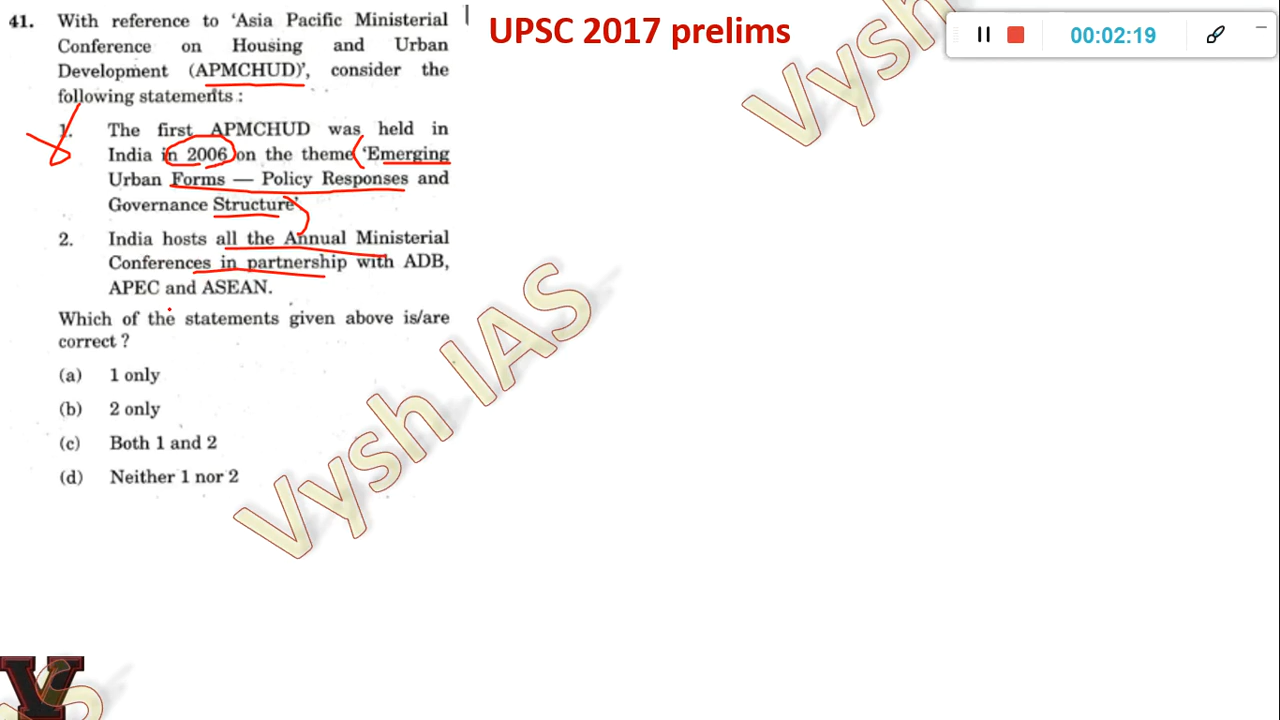 41. With reference to 'Asia Pacific Ministerial
Conference on Housing and Urban
Development (APMCHUD)', consider the
following statements :
1. The first APMCHUD was held in
India in 2006 on the theme 'Emerging
Urban Forms — Policy Responses and
Governance Structure'
2. India hosts all the Annual Ministerial
Conferences in partnership with ADB,
APEC and ASEAN.
Which of the statements given above is/are
correct ?
(a) 1 only
(b) 2 only
(c) Both 1 and 2
(d) Neither 1 nor 2
UPSC 2017 prelims
00:02:19
Vysh
Vysh IAS
V
S